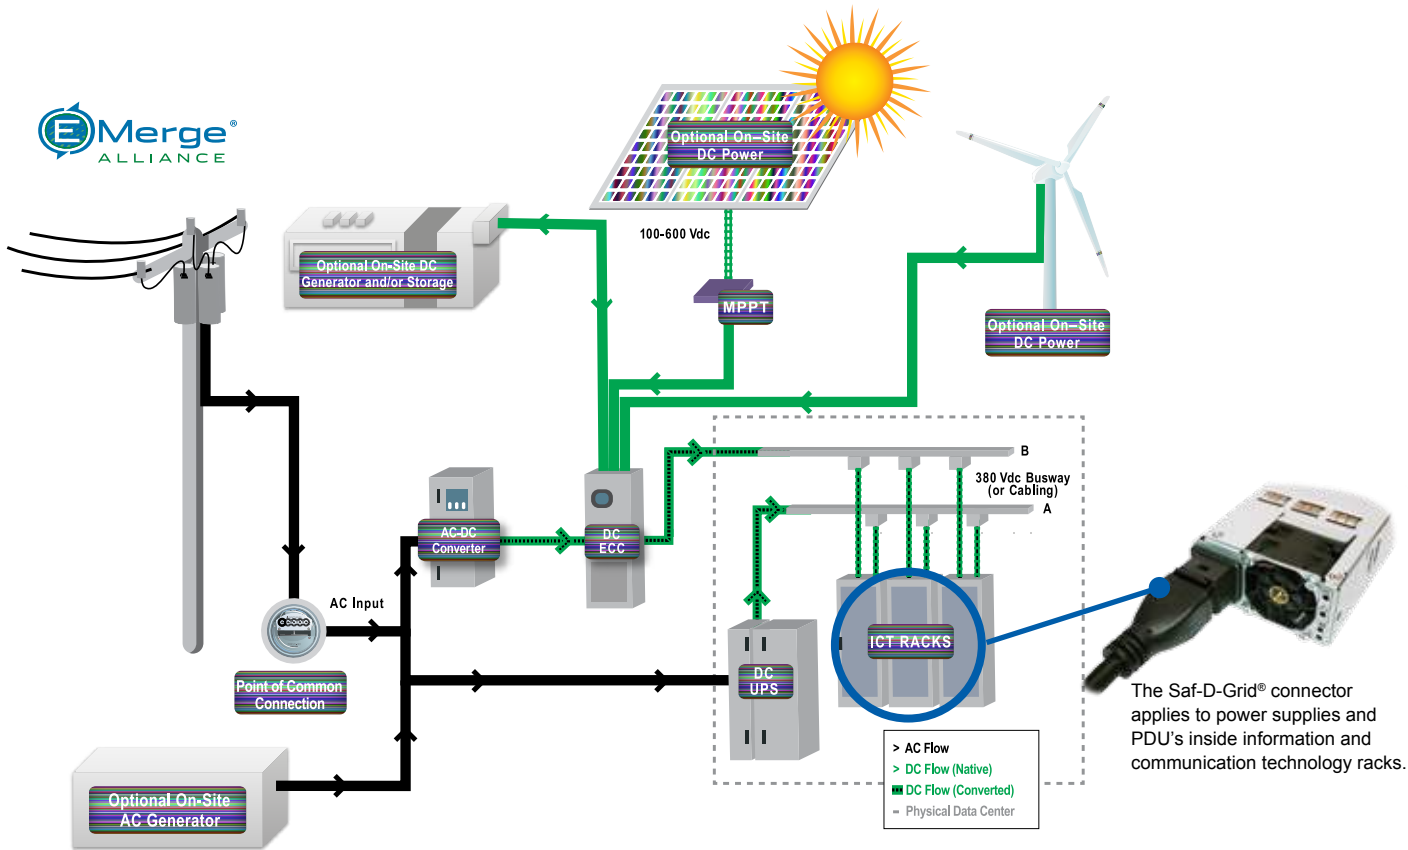 EMerge®
ALLIANCE
Optional On–Site
DC Power
100-600 Vdc
MPPT
Optional On-Site DC
Generator and/or Storage
Optional On–Site
DC Power
B
380 Vdc Busway
(or Cabling)
A
AC-DC
Converter
DC
ECC
AC Input
Point of Common
Connection
DC
UPS
ICT RACKS
Optional On-Site
AC Generator
> AC Flow
> DC Flow (Native)
DC Flow (Converted)
Physical Data Center
The Saf-D-Grid® connector
applies to power supplies and
PDU's inside information and
communication technology racks.